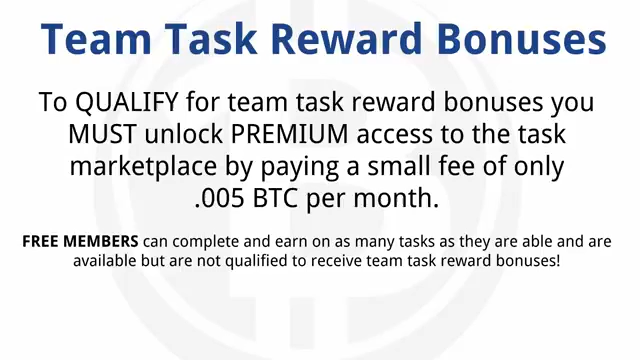 Team Task Reward Bonuses
To QUALIFY for team task reward bonuses you
MUST unlock PREMIUM access to the task
marketplace by paying a small fee of only
.005 BTC per month.
FREE MEMBERS can complete and earn on as many tasks as they are able and are
available but are not qualified to receive team task reward bonuses!